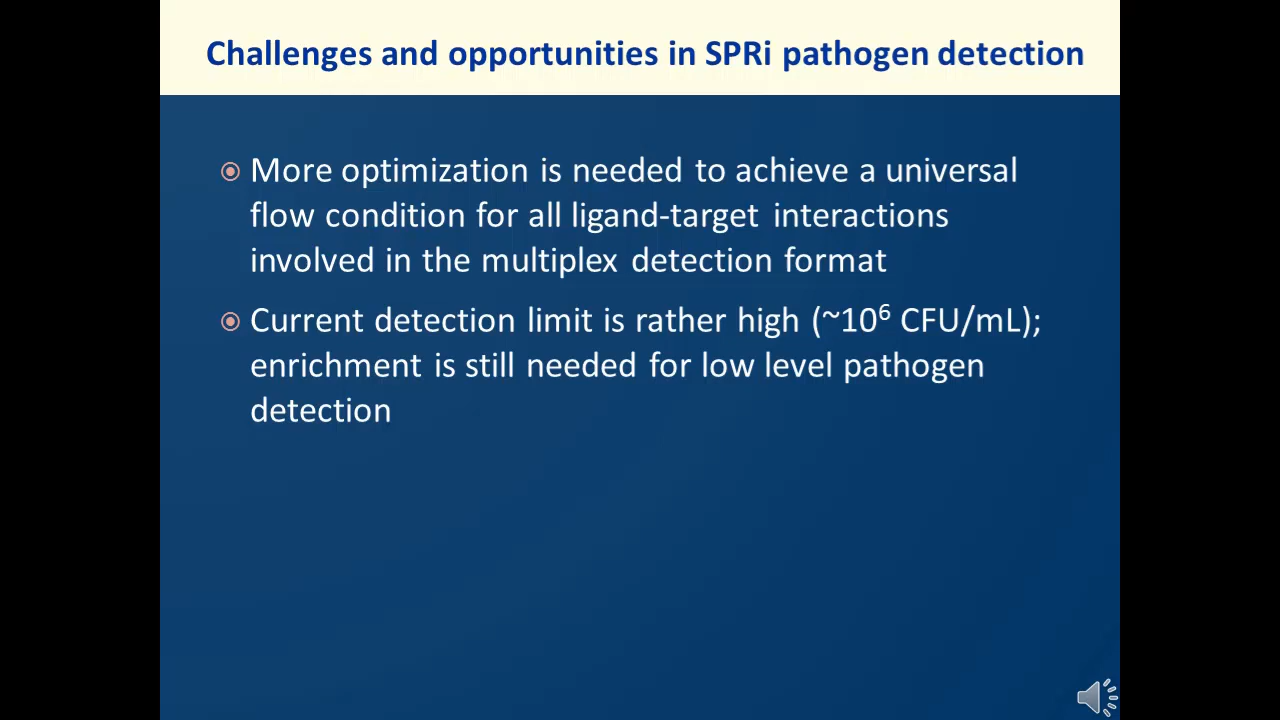 Challenges and opportunities in SPRi pathogen detection
More optimization is needed to achieve a universal
flow condition for all ligand-target interactions
involved in the multiplex detection format
Current detection limit is rather high (~10⁶ CFU/mL);
enrichment is still needed for low level pathogen
detection